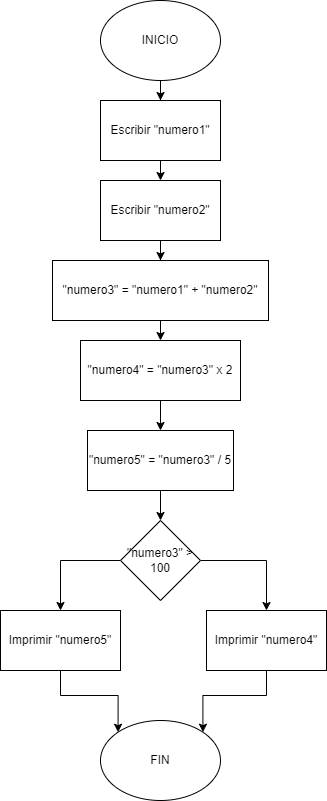 INICIO
Escribir "numero1"
Escribir "numero2"
"numero3" = "numero1" + "numero2"
"numero4" = "numero3" x 2
"numero5" = "numero3" / 5
"numero3" >
100
Imprimir "numero5"
Imprimir "numero4"
FIN